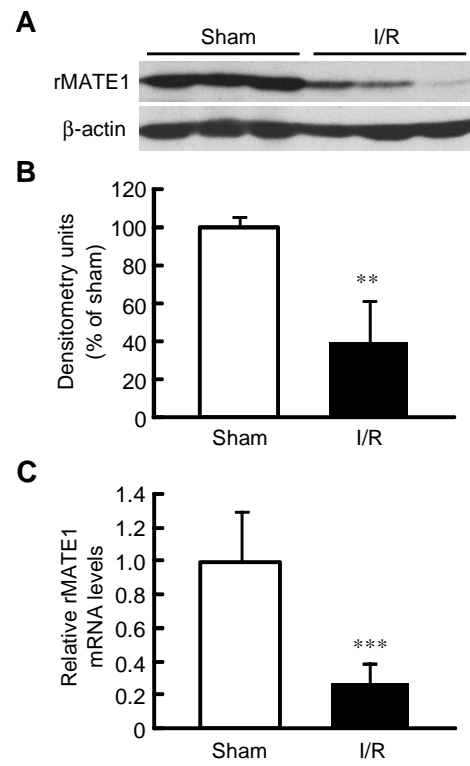 A
Sham I/R
rMATE1
β-actin
B
Densitometry units
(% of sham)
120
100
80
60
40
20
0
**
Sham I/R
C
Relative rMATE1
mRNA levels
1.4
1.2
1.0
0.8
0.6
0.4
0.2
0
***
Sham I/R